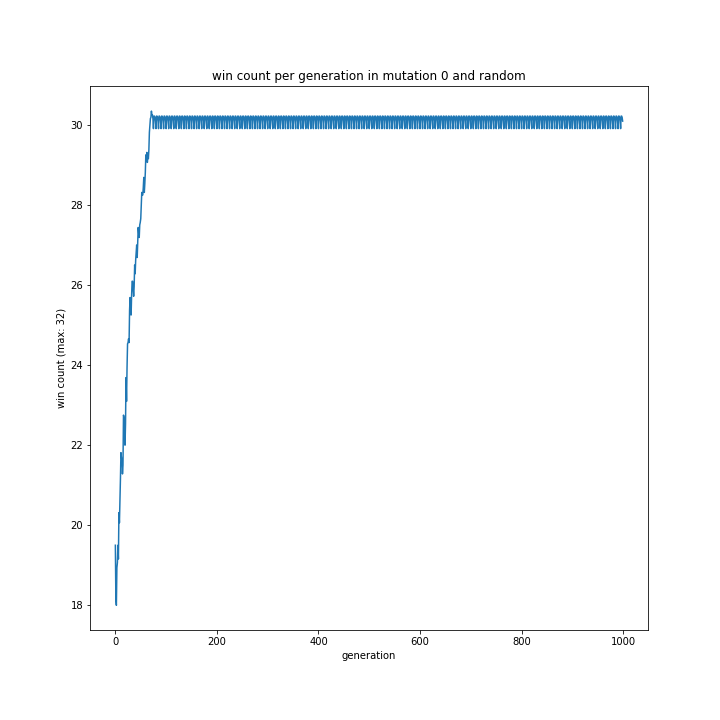 win count per generation in mutation 0 and random
30
28
26
24
22
20
18
win count (max: 32)
0 200 400 600 800 1000
generation